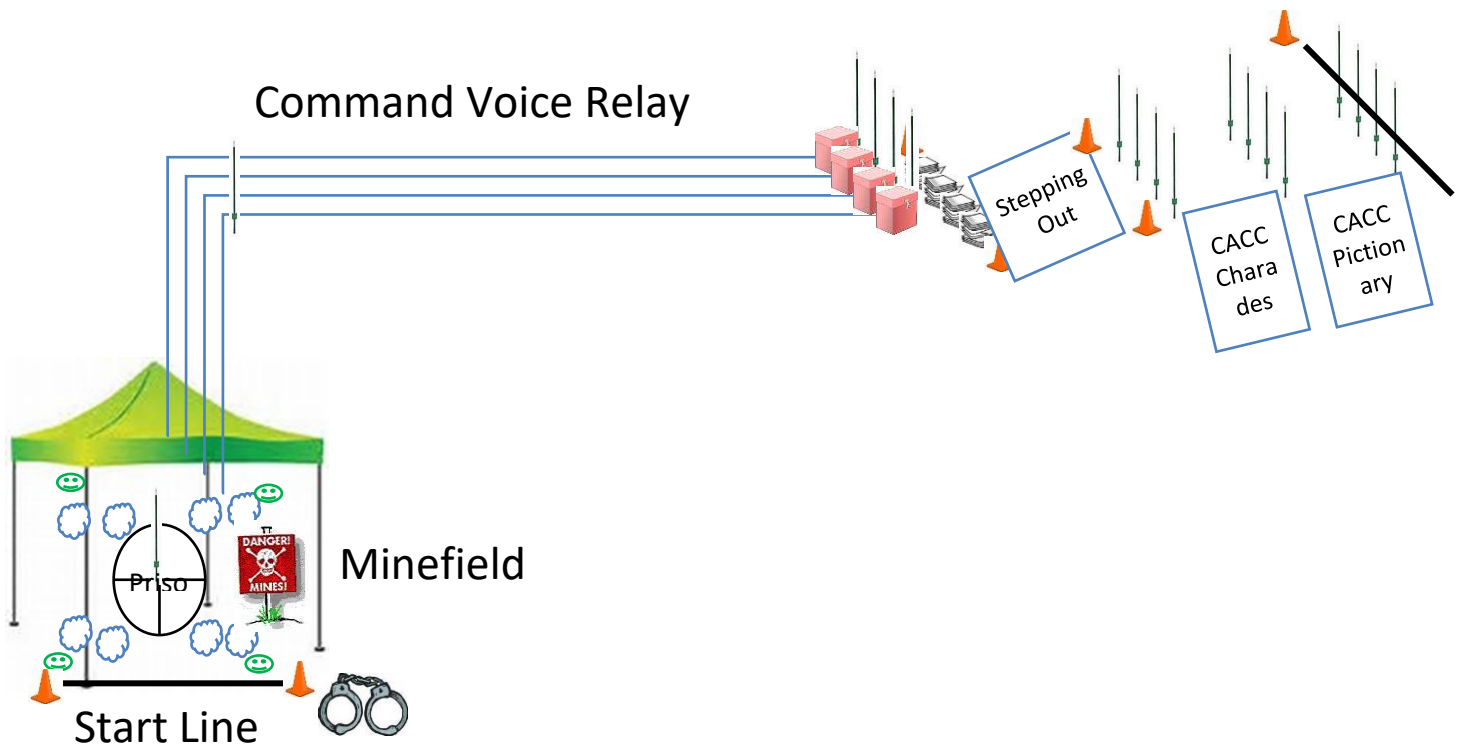 Command Voice Relay
Stepping
Out
CACC
Chara
des
CACC
Piction
ary
DANGER!
MINES!
Priso
Minefield
Start Line